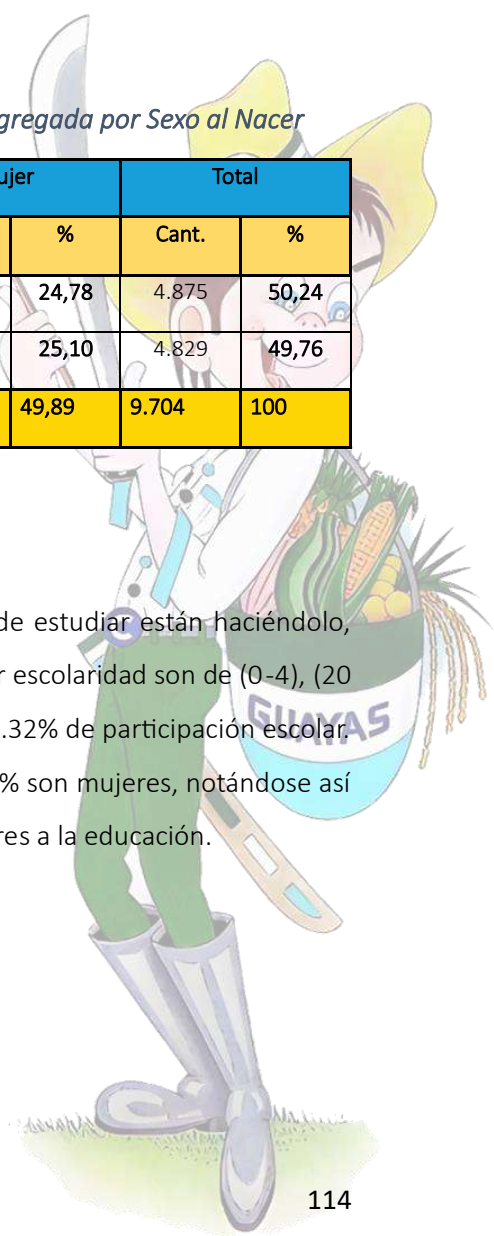 gregada por Sexo al Nacer
ujer Total
% Cant. %
24,78 4.875 50,24
25,10 4.829 49,76
49,89 9.704 100
de estudiar están haciéndolo,
r escolaridad son de (0-4), (20
.32% de participación escolar.
GUAYAS
% son mujeres, notándose así
res a la educación.
C
114